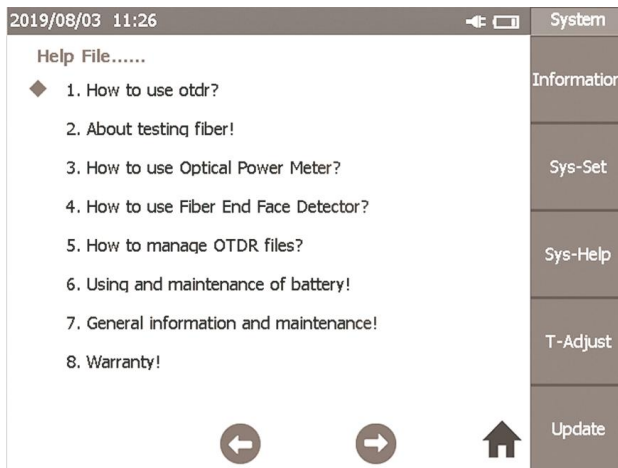 2019/08/03 11:26
System
Help File......
1. How to use otdr?
2. About testing fiber!
3. How to use Optical Power Meter?
4. How to use Fiber End Face Detector?
5. How to manage OTDR files?
6. Using and maintenance of battery!
7. General information and maintenance!
8. Warranty!
Information
Sys-Set
Sys-Help
T-Adjust
Update